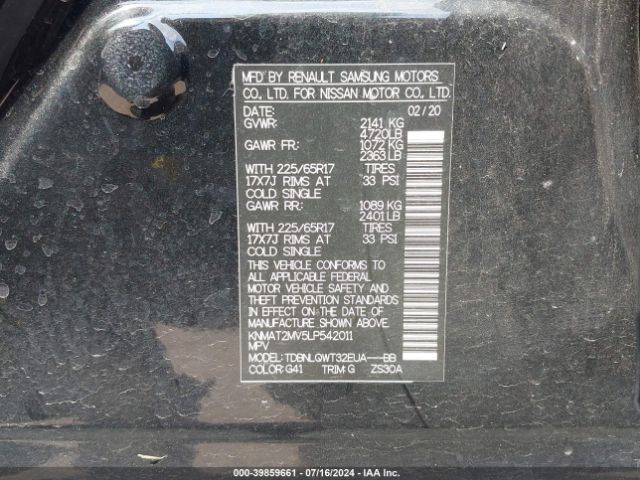 MFD BY RENAULT SAMSUNG MOTORS
CO., LTD. FOR NISSAN MOTOR CO., LTD.
DATE: 02/20
GVWR: 2141 KG
4720LB
GAWR FR: 1072 KG
2363 LB
WITH 225/65R17 TIRES
17X7J RIMS AT 33 PSI
COLD SINGLE
GAWR RR: 1089 KG
2401 LB
WITH 225/65R17 TIRES
17X7J RIMS AT 33 PSI
COLD SINGLE
THIS VEHICLE CONFORMS TO
ALL APPLICABLE FEDERAL
MOTOR VEHICLE SAFETY AND
THEFT PREVENTION STANDARDS
IN EFFECT ON THE DATE OF
MANUFACTURE SHOWN ABOVE.
KNMAT2MV5LP542011
MPV
MODEL: TDBNLQWT32EUA---BB
COLOR: G41 TRIM: G ZS30A
000-39859661 - 07/16/2024 - IAA Inc.